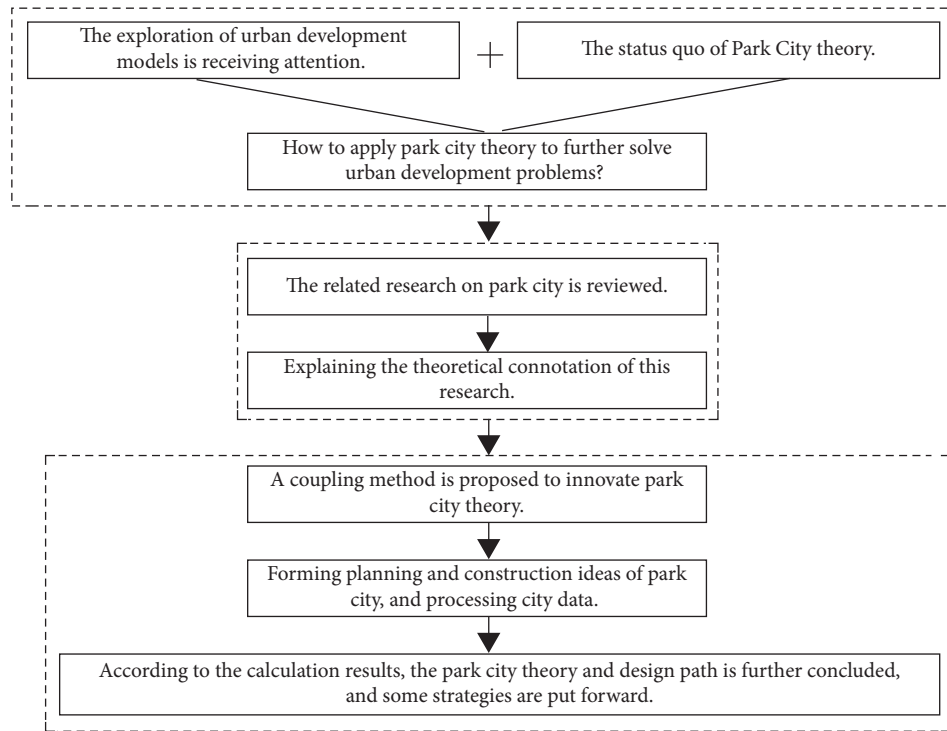 The exploration of urban development
models is receiving attention.
+
The status quo of Park City theory.
How to apply park city theory to further solve
urban development problems?
The related research on park city is reviewed.
Explaining the theoretical connotation of this
research.
A coupling method is proposed to innovate park
city theory.
Forming planning and construction ideas of park
city, and processing city data.
According to the calculation results, the park city theory and design path is further concluded,
and some strategies are put forward.